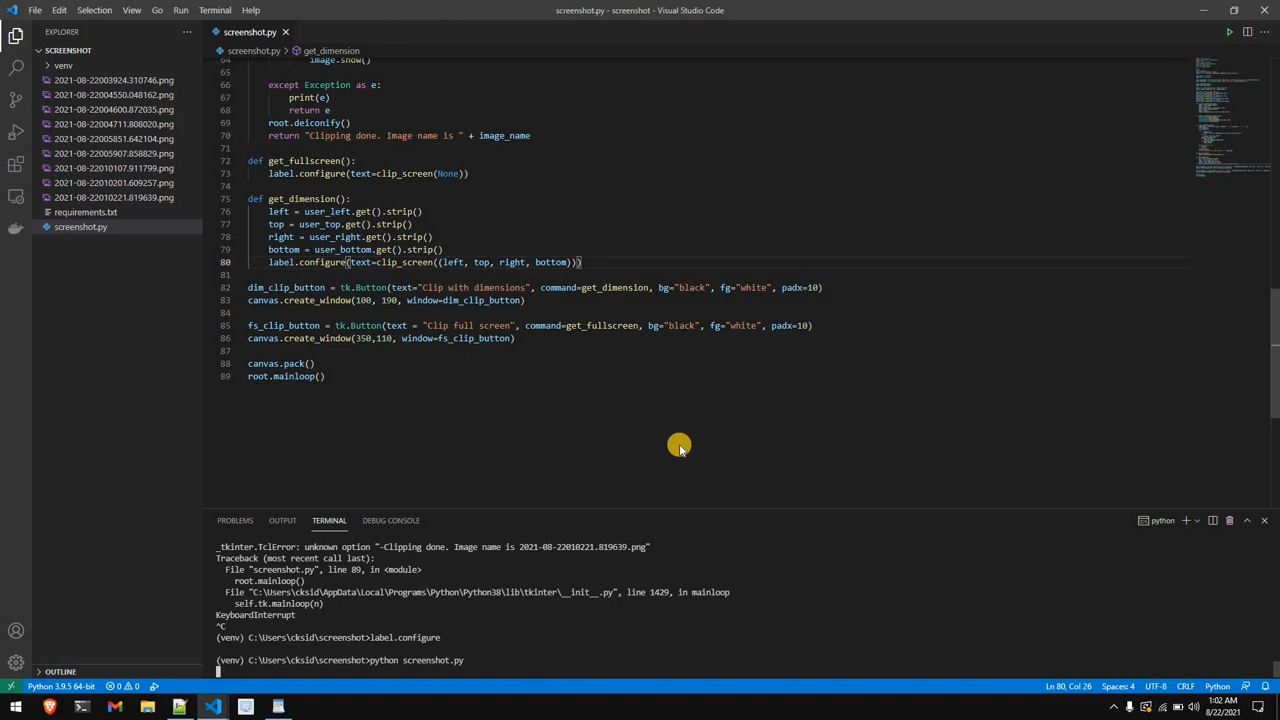 File Edit Selection View Go Run Terminal Help
screenshot.py - screenshot - Visual Studio Code
EXPLORER
SCREENSHOT
venv
2021-08-22003924.310746.png
2021-08-22004550.048162.png
2021-08-22004600.872035.png
2021-08-22004711.808020.png
2021-08-22005851.642104.png
2021-08-22005907.858829.png
2021-08-22010107.911799.png
2021-08-22010201.609257.png
2021-08-22010221.819639.png
requirements.txt
screenshot.py
OUTLINE
screenshot.py
screenshot.py > get_dimension
64 image.show()
65
66 except Exception as e:
67 print(e)
68 return e
69 root.deiconify()
70 return "Clipping done. Image name is " + image_name
71
72 def get_fullscreen():
73 label.configure(text=clip_screen(None))
74
75 def get_dimension():
76 left = user_left.get().strip()
77 top = user_top.get().strip()
78 right = user_right.get().strip()
79 bottom = user_bottom.get().strip()
80 label.configure(text=clip_screen((left, top, right, bottom)))
81
82 dim_clip_button = tk.Button(text="Clip with dimensions", command=get_dimension, bg="black", fg="white", padx=10)
83 canvas.create_window(100, 190, window=dim_clip_button)
84
85 fs_clip_button = tk.Button(text = "Clip full screen", command=get_fullscreen, bg="black", fg="white", padx=10)
86 canvas.create_window(350,110, window=fs_clip_button)
87
88 canvas.pack()
89 root.mainloop()
PROBLEMS OUTPUT TERMINAL DEBUG CONSOLE
python
_tkinter.TclError: unknown option "-Clipping done. Image name is 2021-08-22010221.819639.png"
Traceback (most recent call last):
File "screenshot.py", line 89, in <module>
root.mainloop()
File "C:\Users\cksid\AppData\Local\Programs\Python\Python38\lib\tkinter\__init__.py", line 1429, in mainloop
self.tk.mainloop(n)
KeyboardInterrupt
^C
(venv) C:\Users\cksid\screenshot>label.configure
(venv) C:\Users\cksid\screenshot>python screenshot.py
Python 3.9.5 64-bit 0 0
Ln 80, Col 26 Spaces: 4 UTF-8 CRLF Python
1:02 AM
8/22/2021